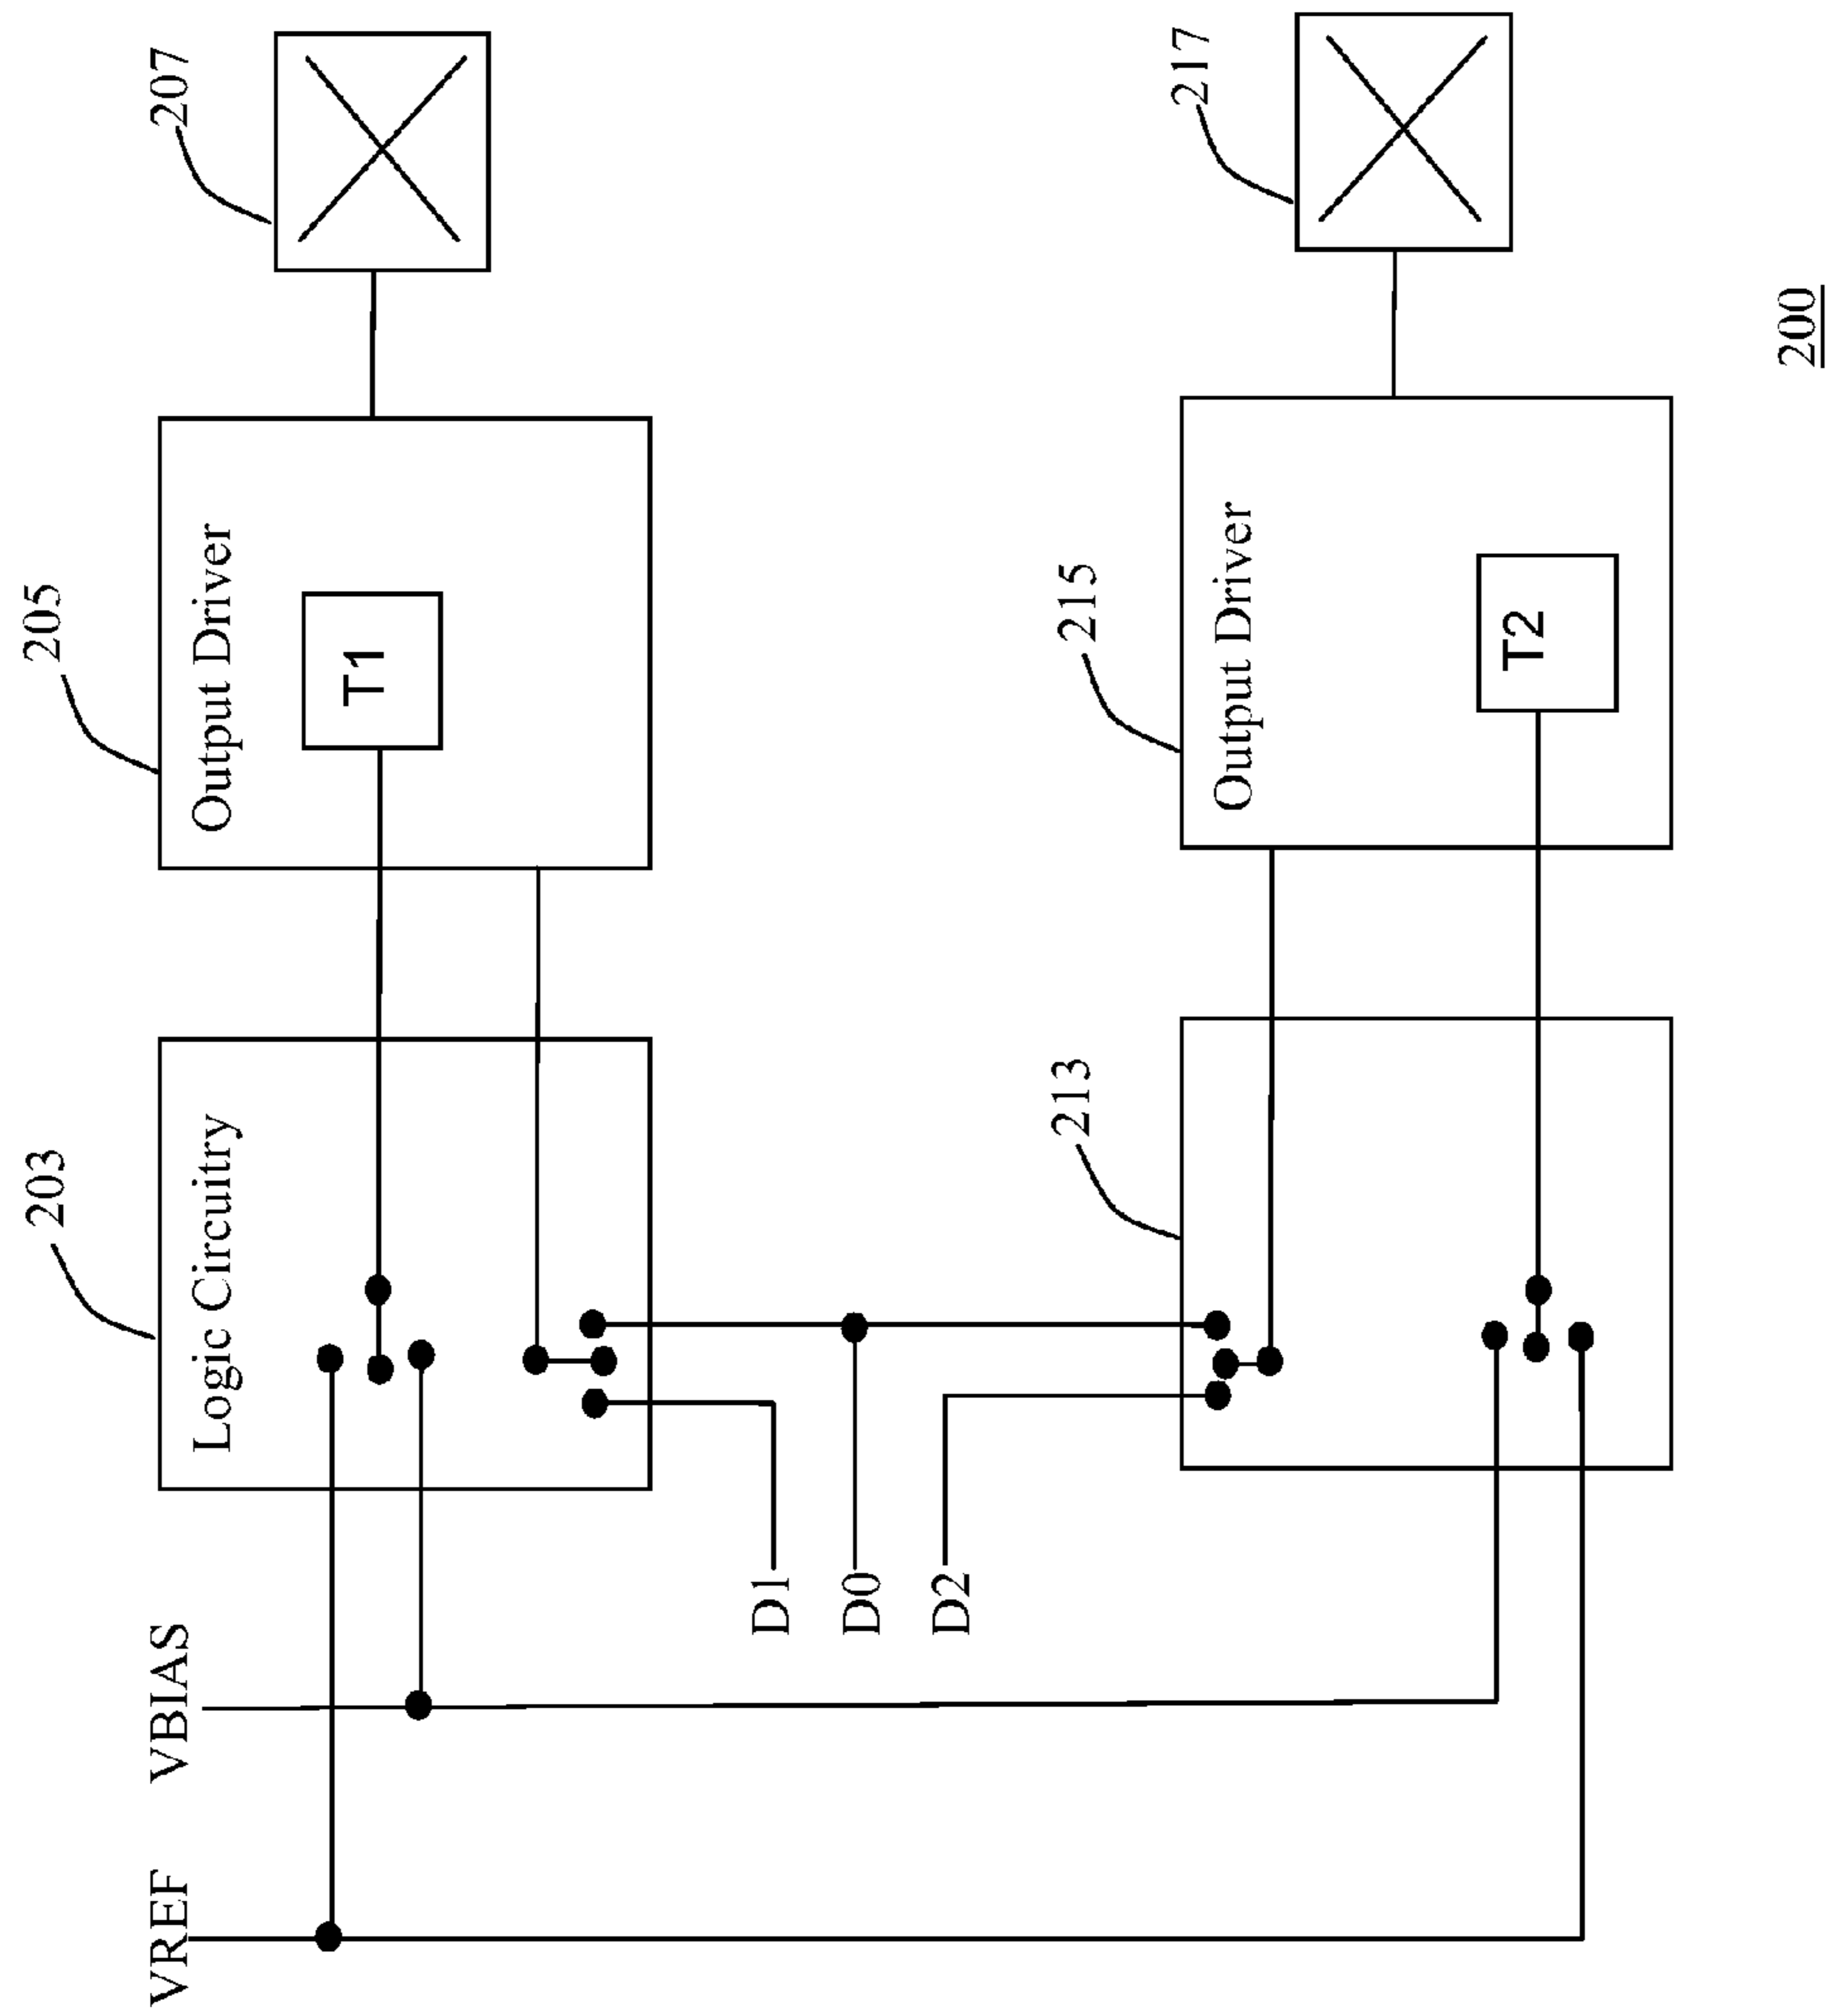 203
205
207
Logic Circuitry
Output Driver
T1
VREF
VBIAS
D1
D0
D2
213
215
217
Output Driver
T2
200